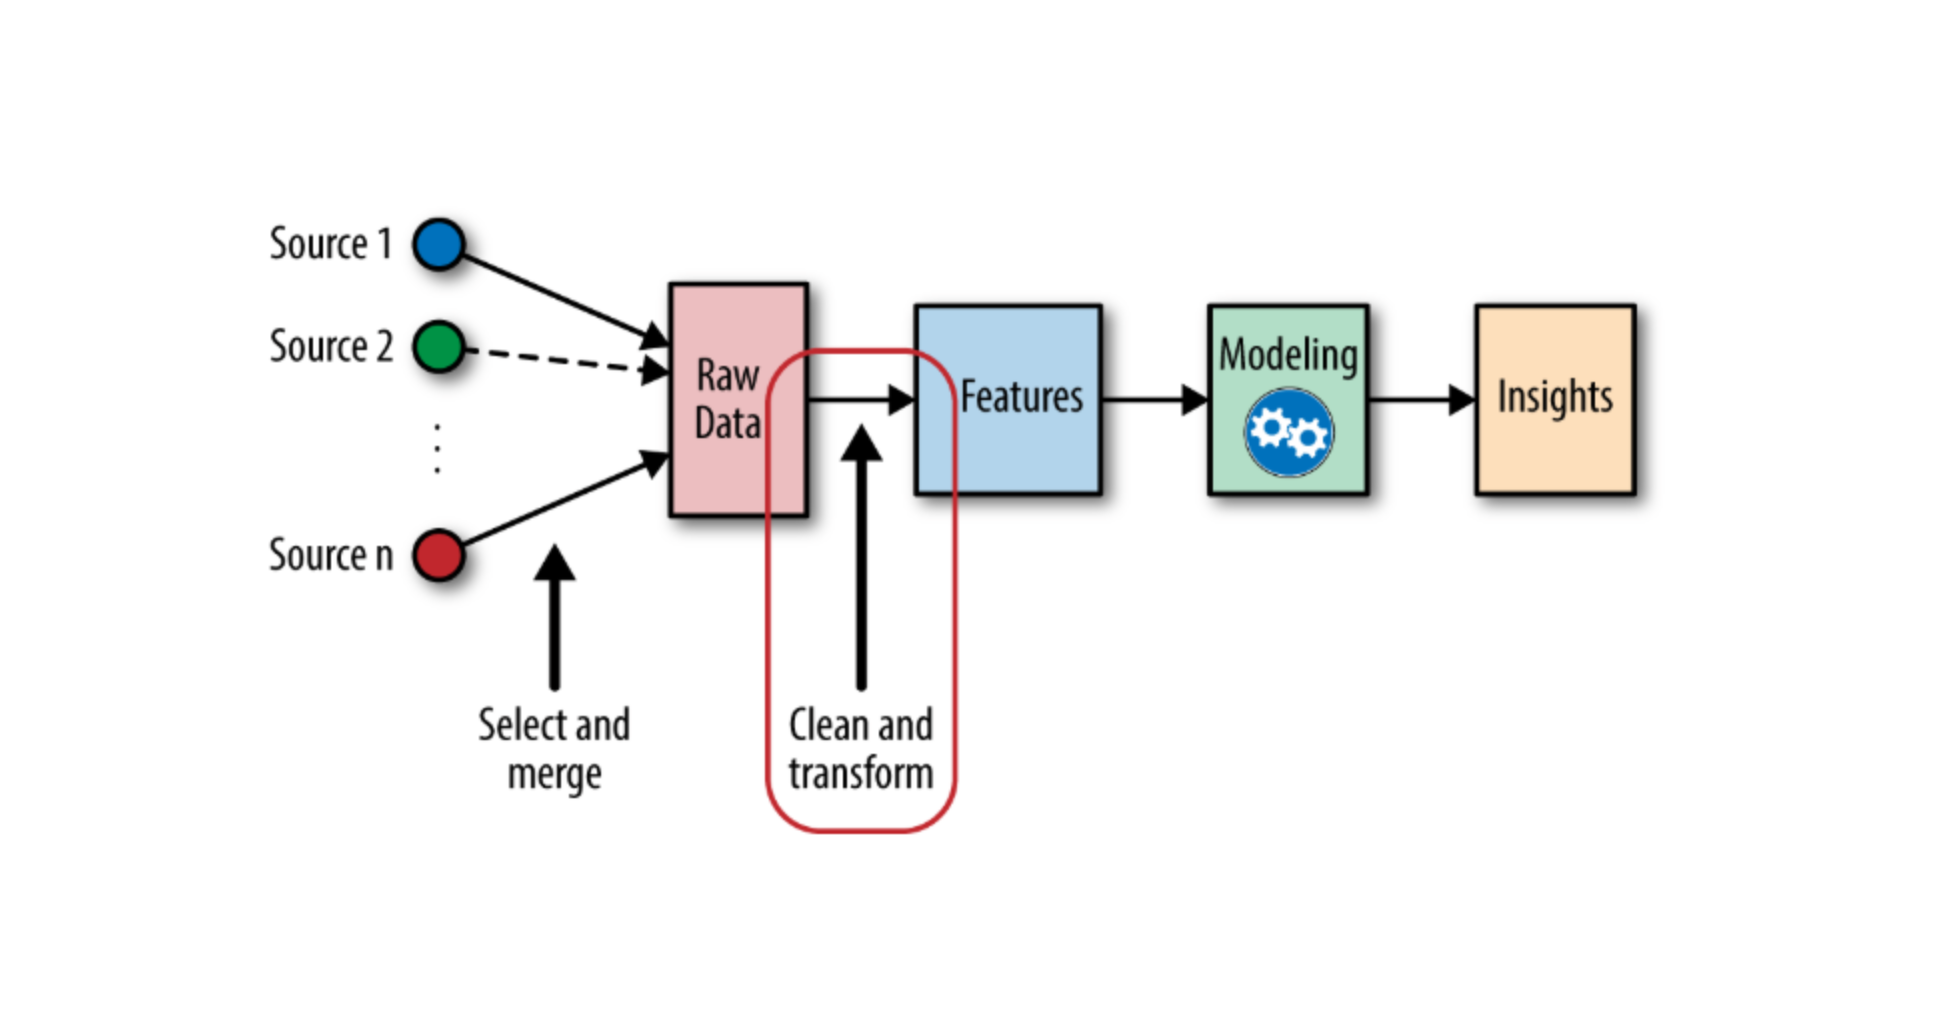 Source 1
Source 2
Source n
Raw
Data
Features
Modeling
Insights
Select and
merge
Clean and
transform